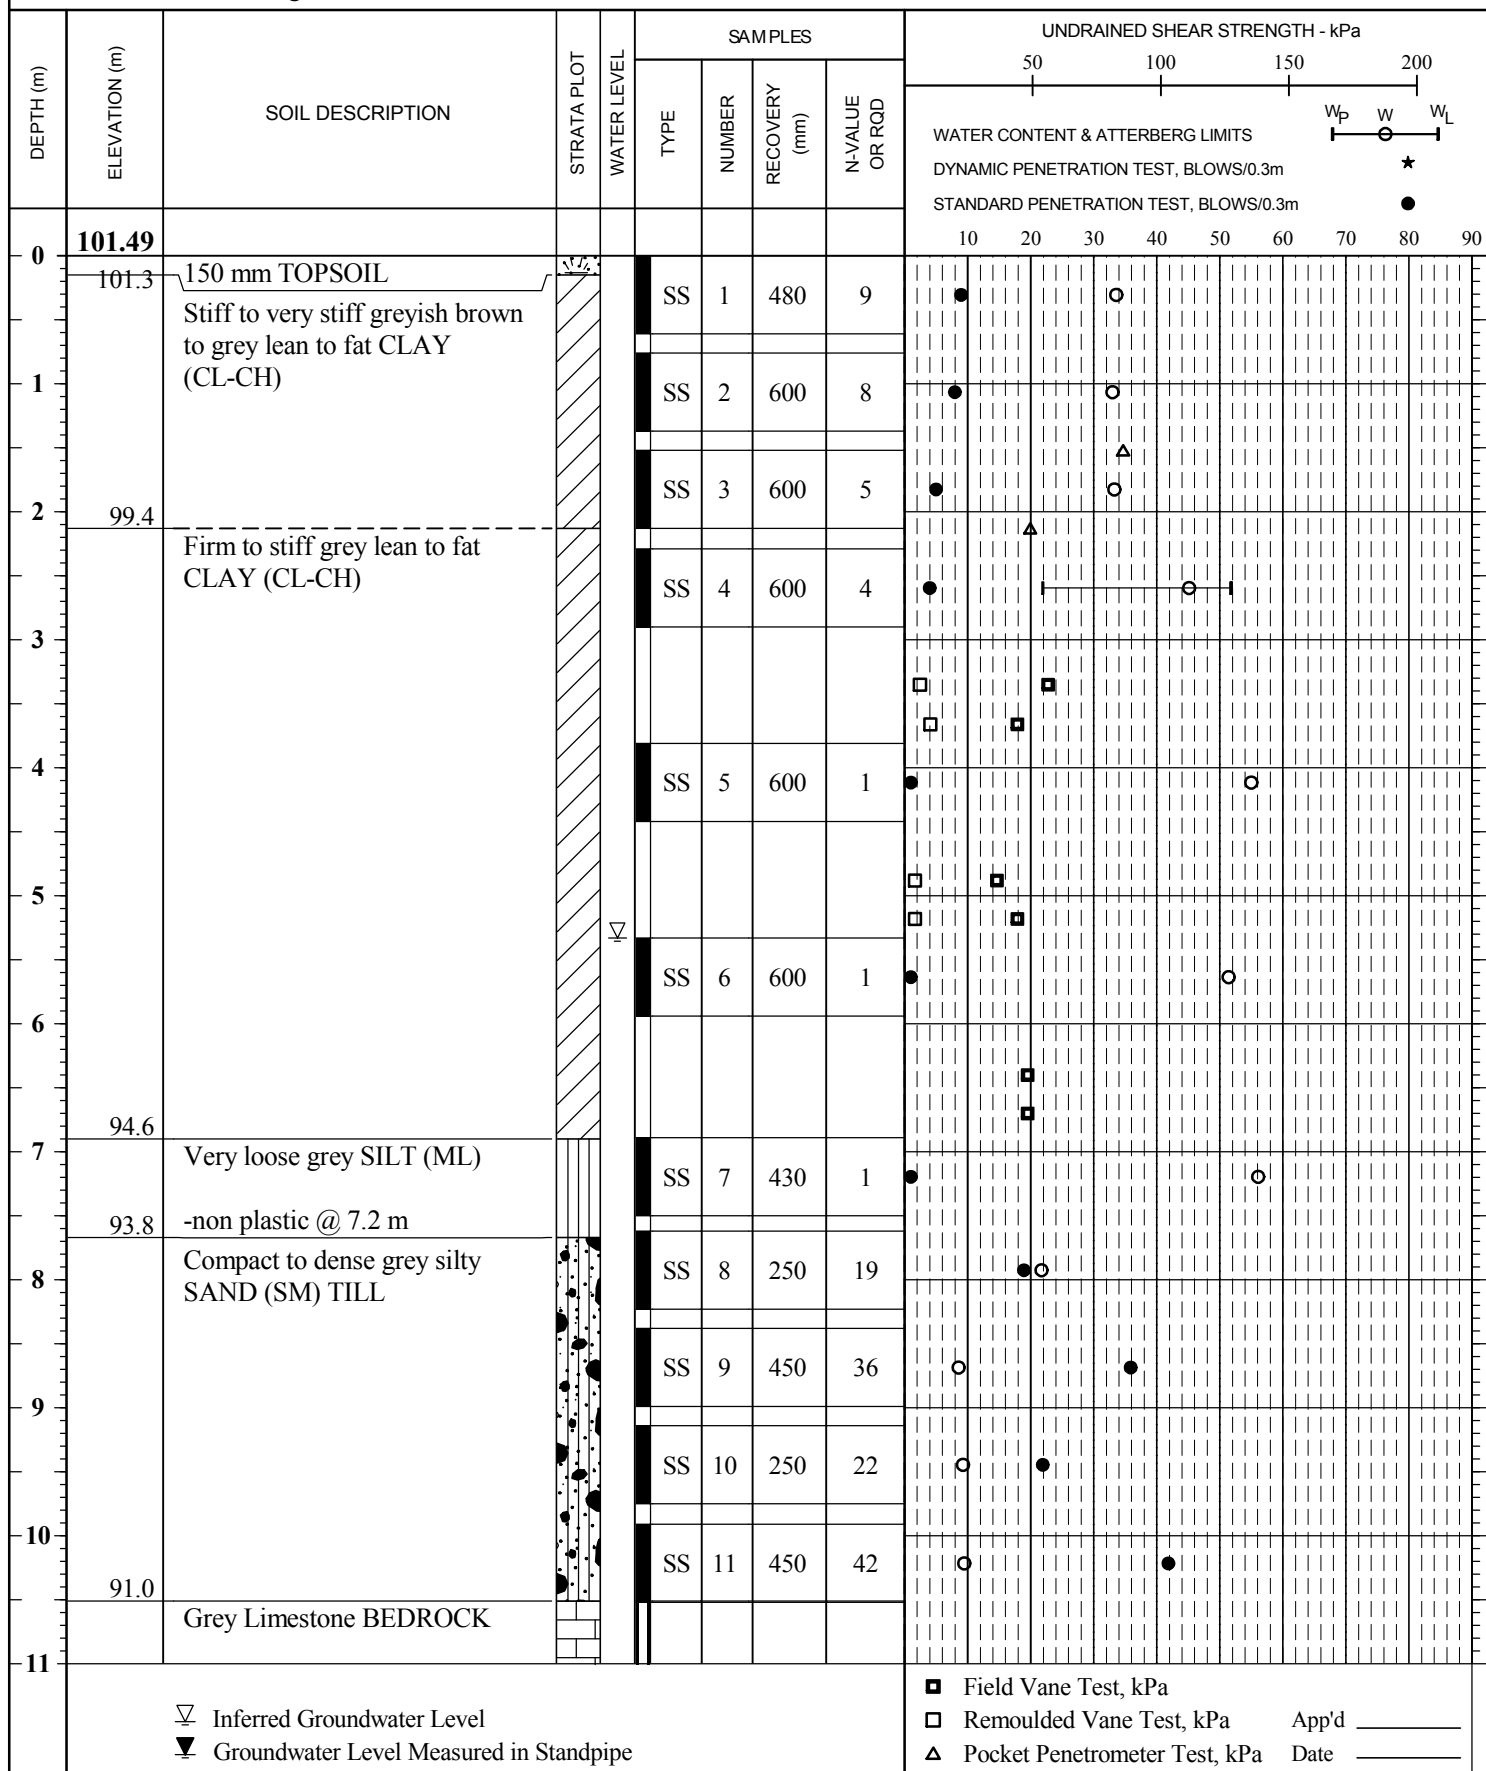 DEPTH (m)
ELEVATION (m)
SOIL DESCRIPTION
STRATA PLOT
WATER LEVEL
SAMPLES
TYPE
NUMBER
RECOVERY (mm)
N-VALUE OR RQD
UNDRAINED SHEAR STRENGTH - kPa
50 100 150 200
WATER CONTENT & ATTERBERG LIMITS
W_P W W_L
DYNAMIC PENETRATION TEST, BLOWS/0.3m ★
STANDARD PENETRATION TEST, BLOWS/0.3m ●
10 20 30 40 50 60 70 80 90
0
101.49
101.3
150 mm TOPSOIL
SS 1 480 9
Stiff to very stiff greyish brown
to grey lean to fat CLAY
(CL-CH)
1
SS 2 600 8
SS 3 600 5
2
99.4
Firm to stiff grey lean to fat
CLAY (CL-CH)
SS 4 600 4
3
4
SS 5 600 1
5
SS 6 600 1
6
94.6
7
Very loose grey SILT (ML)
SS 7 430 1
93.8
-non plastic @ 7.2 m
Compact to dense grey silty
SAND (SM) TILL
8
SS 8 250 19
SS 9 450 36
9
SS 10 250 22
10
SS 11 450 42
91.0
Grey Limestone BEDROCK
11
Inferred Groundwater Level
Groundwater Level Measured in Standpipe
Field Vane Test, kPa
Remoulded Vane Test, kPa
Pocket Penetrometer Test, kPa
App'd
Date